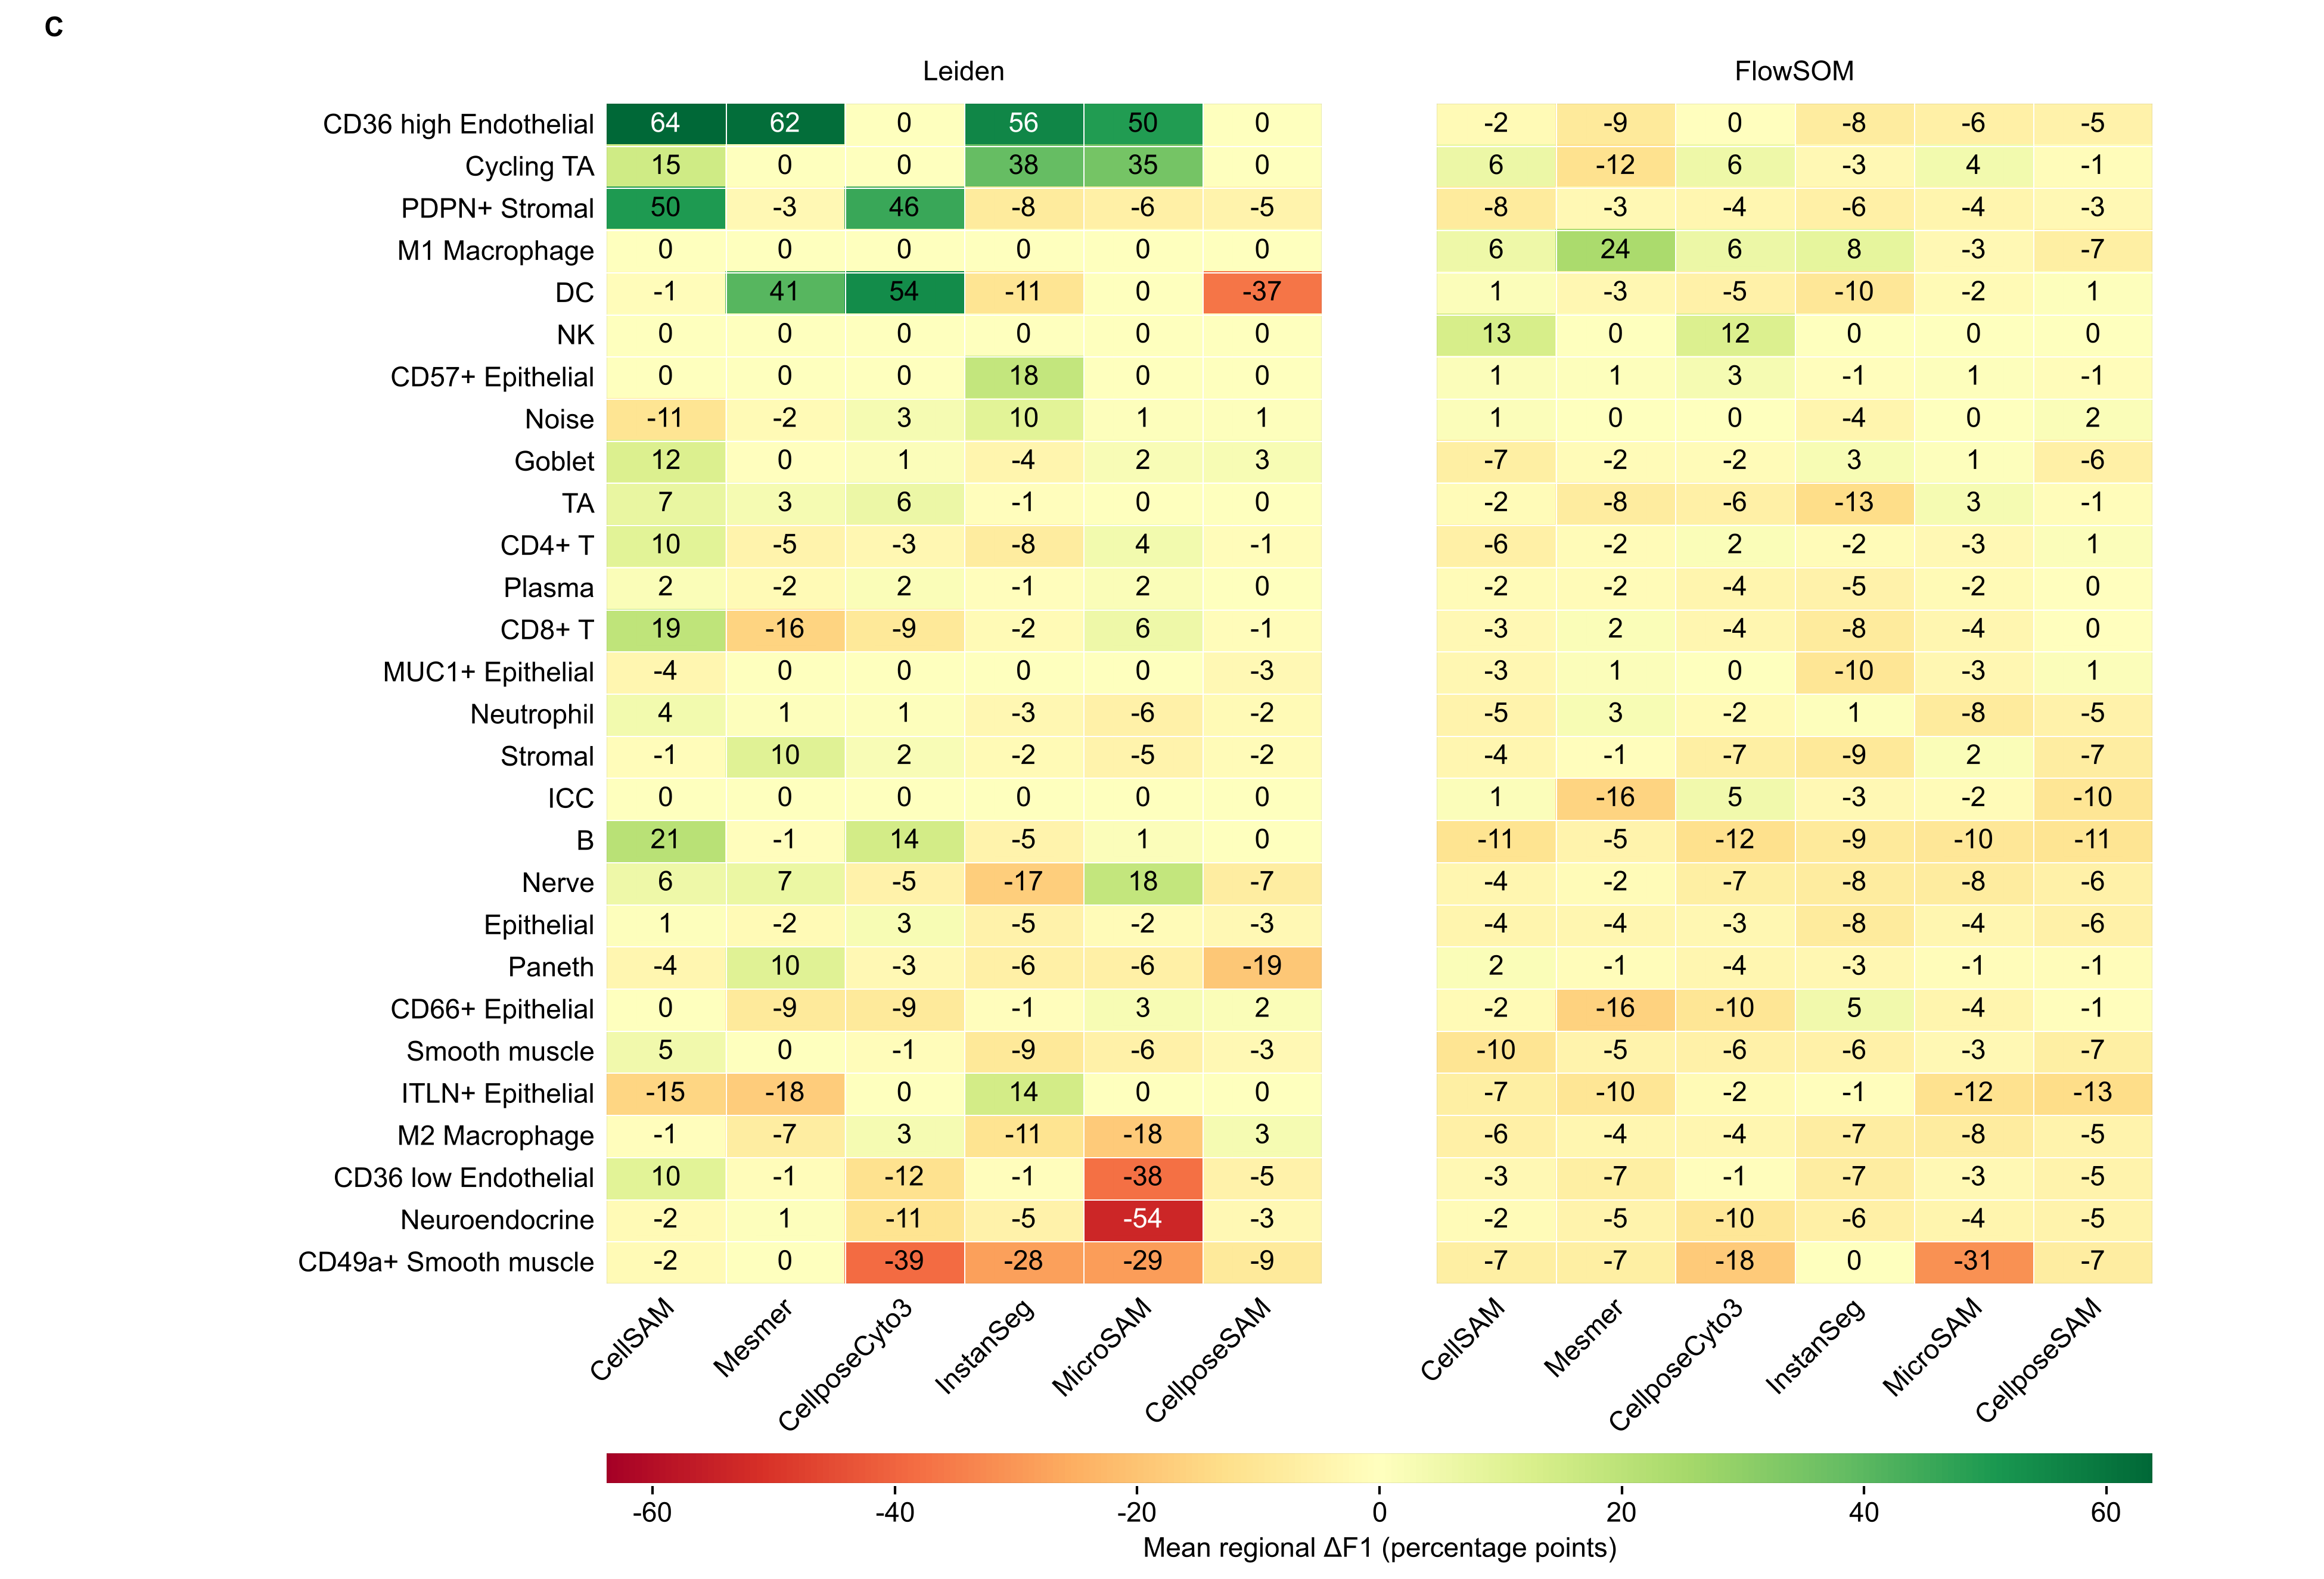 C
Leiden FlowSOM
CD36 high Endothelial 64 62 0 56 50 0 -2 -9 0 -8 -6 -5
Cycling TA 15 0 0 38 35 0 6 -12 6 -3 4 -1
PDPN+ Stromal 50 -3 46 -8 -6 -5 -8 -3 -4 -6 -4 -3
M1 Macrophage 0 0 0 0 0 0 6 24 6 8 -3 -7
DC -1 41 54 -11 0 -37 1 -3 -5 -10 -2 1
NK 0 0 0 0 0 0 13 0 12 0 0 0
CD57+ Epithelial 0 0 0 18 0 0 1 1 3 -1 1 -1
Noise -11 -2 3 10 1 1 1 0 0 -4 0 2
Goblet 12 0 1 -4 2 3 -7 -2 -2 3 1 -6
TA 7 3 6 -1 0 0 -2 -8 -6 -13 3 -1
CD4+ T 10 -5 -3 -8 4 -1 -6 -2 2 -2 -3 1
Plasma 2 -2 2 -1 2 0 -2 -2 -4 -5 -2 0
CD8+ T 19 -16 -9 -2 6 -1 -3 2 -4 -8 -4 0
MUC1+ Epithelial -4 0 0 0 0 -3 -3 1 0 -10 -3 1
Neutrophil 4 1 1 -3 -6 -2 -5 3 -2 1 -8 -5
Stromal -1 10 2 -2 -5 -2 -4 -1 -7 -9 2 -7
ICC 0 0 0 0 0 0 1 -16 5 -3 -2 -10
B 21 -1 14 -5 1 0 -11 -5 -12 -9 -10 -11
Nerve 6 7 -5 -17 18 -7 -4 -2 -7 -8 -8 -6
Epithelial 1 -2 3 -5 -2 -3 -4 -4 -3 -8 -4 -6
Paneth -4 10 -3 -6 -6 -19 2 -1 -4 -3 -1 -1
CD66+ Epithelial 0 -9 -9 -1 3 2 -2 -16 -10 5 -4 -1
Smooth muscle 5 0 -1 -9 -6 -3 -10 -5 -6 -6 -3 -7
ITLN+ Epithelial -15 -18 0 14 0 0 -7 -10 -2 -1 -12 -13
M2 Macrophage -1 -7 3 -11 -18 3 -6 -4 -4 -7 -8 -5
CD36 low Endothelial 10 -1 -12 -1 -38 -5 -3 -7 -1 -7 -3 -5
Neuroendocrine -2 1 -11 -5 -54 -3 -2 -5 -10 -6 -4 -5
CD49a+ Smooth muscle -2 0 -39 -28 -29 -9 -7 -7 -18 0 -31 -7
CellSAM Mesmer CellposeCyto3 InstanSeg MicroSAM CellposeSAM CellSAM Mesmer CellposeCyto3 InstanSeg MicroSAM CellposeSAM
-60 -40 -20 0 20 40 60
Mean regional ΔF1 (percentage points)